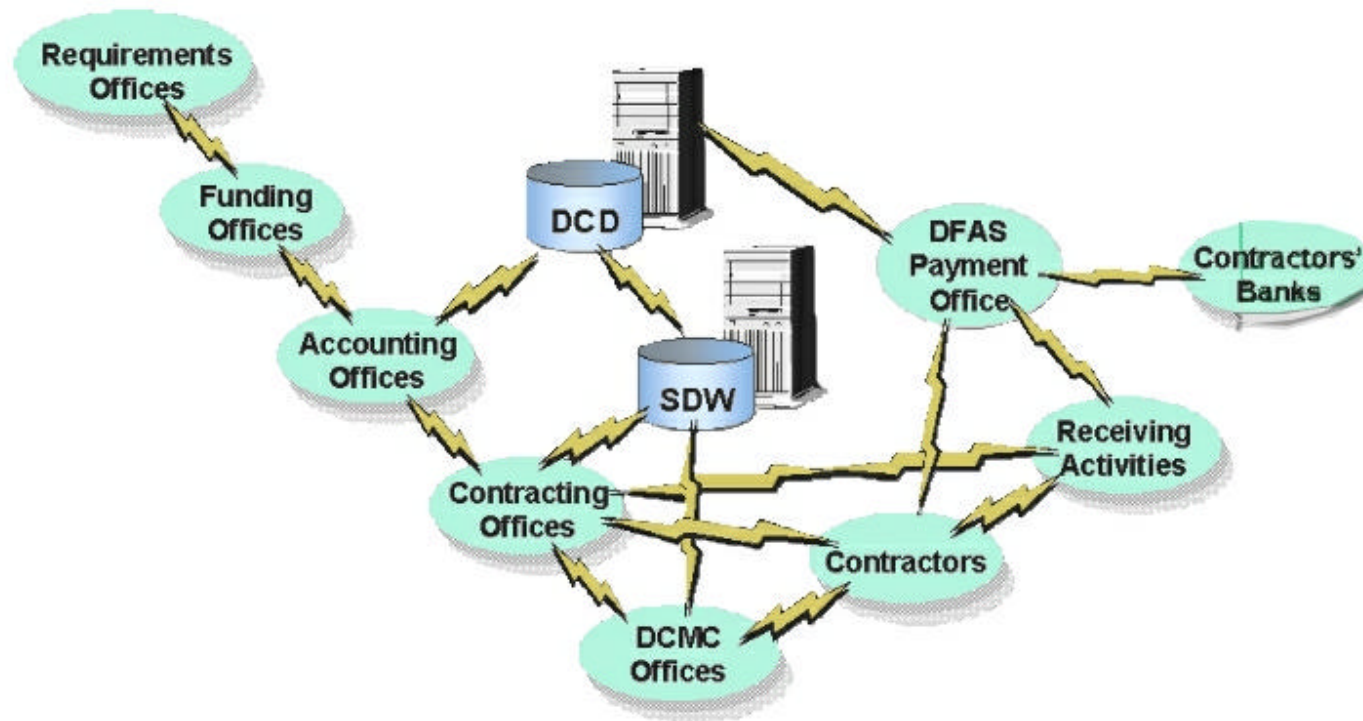 Requirements
Offices
Funding
Offices
DCD
DFAS
Payment
Office
Contractors'
Banks
Accounting
Offices
SDW
Receiving
Activities
Contracting
Offices
Contractors
DCMC
Offices